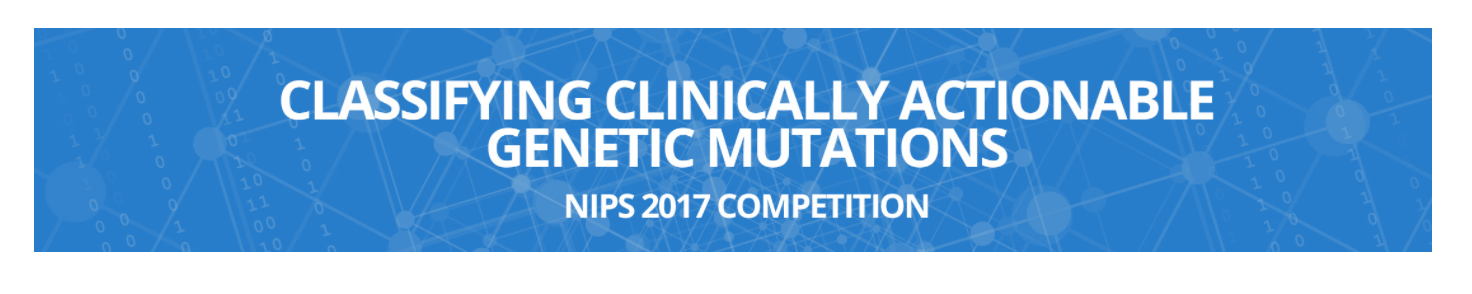 CLASSIFYING CLINICALLY ACTIONABLE
GENETIC MUTATIONS
NIPS 2017 COMPETITION